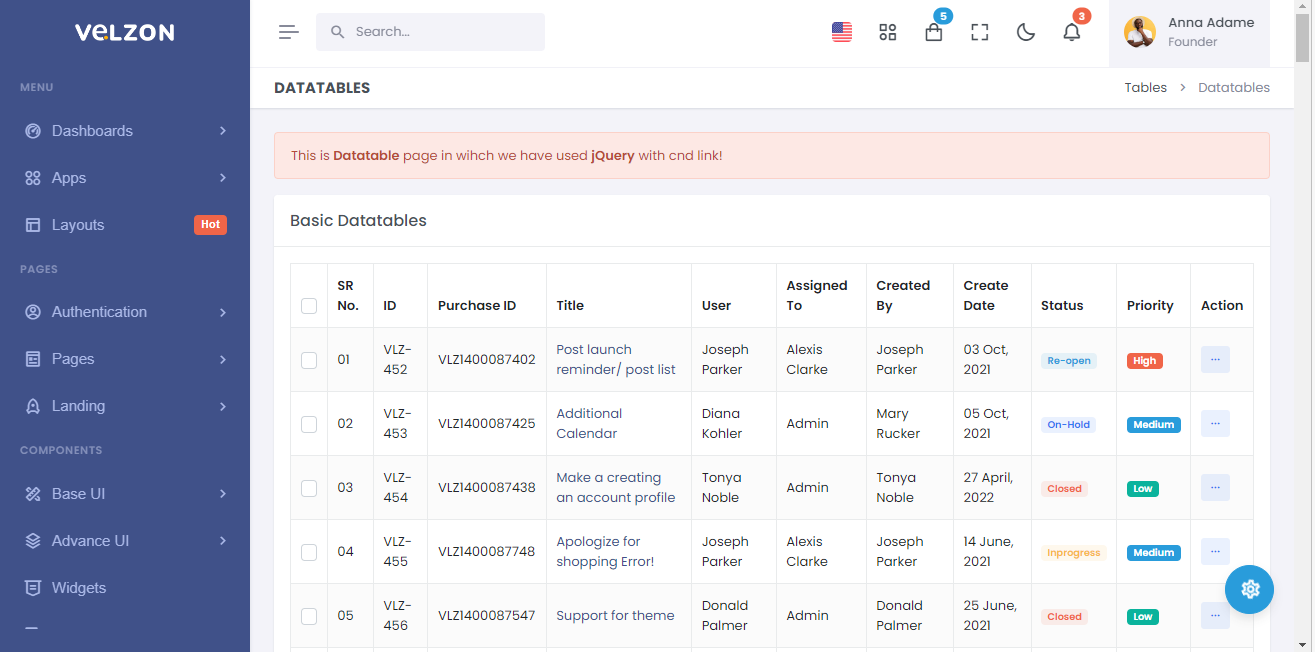 VELZON
Search...
5
3
Anna Adame
Founder
MENU
Dashboards
Apps
Layouts
Hot
PAGES
Authentication
Pages
Landing
COMPONENTS
Base UI
Advance UI
Widgets
DATATABLES
Tables > Datatables
This is Datatable page in wihch we have used jQuery with cnd link!
Basic Datatables
SR No. ID Purchase ID Title User Assigned To Created By Create Date Status Priority Action
01 VLZ-452 VLZ1400087402 Post launch reminder/ post list Joseph Parker Alexis Clarke Joseph Parker 03 Oct, 2021 Re-open High ...
02 VLZ-453 VLZ1400087425 Additional Calendar Diana Kohler Admin Mary Rucker 05 Oct, 2021 On-Hold Medium ...
03 VLZ-454 VLZ1400087438 Make a creating an account profile Tonya Noble Admin Tonya Noble 27 April, 2022 Closed Low ...
04 VLZ-455 VLZ1400087748 Apologize for shopping Error! Joseph Parker Alexis Clarke Joseph Parker 14 June, 2021 Inprogress Medium ...
05 VLZ-456 VLZ1400087547 Support for theme Donald Palmer Admin Donald Palmer 25 June, 2021 Closed Low ...